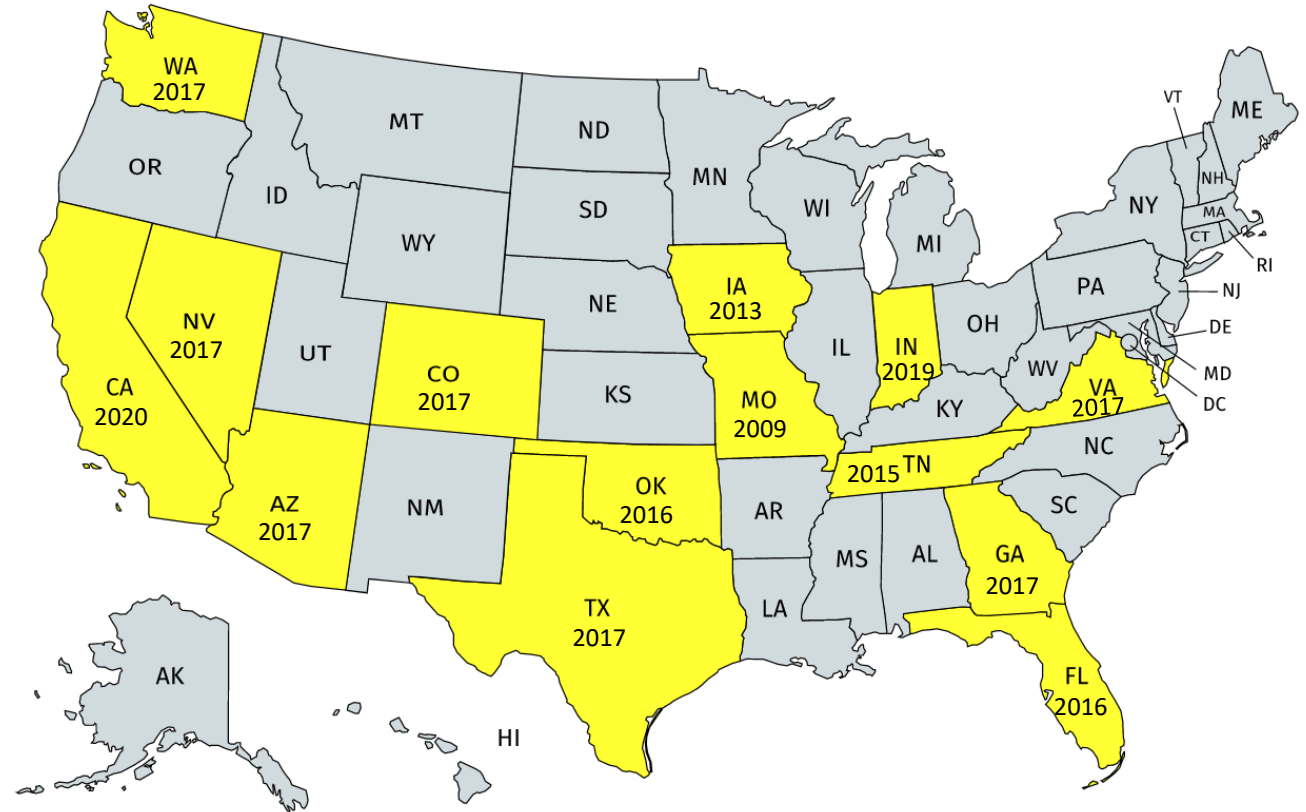 WA
2017
MT
ND
MN
OR
ID
SD
WI
WY
MI
VT
ME
NH
NY
MA
CT
RI
NV
2017
UT
NE
IA
2013
IL
IN
2019
OH
PA
NJ
DE
MD
DC
WV
VA
2017
CA
2020
CO
2017
KS
MO
2009
KY
NC
2015 TN
AZ
2017
NM
OK
2016
AR
SC
MS
AL
GA
2017
TX
2017
LA
FL
2016
AK
HI